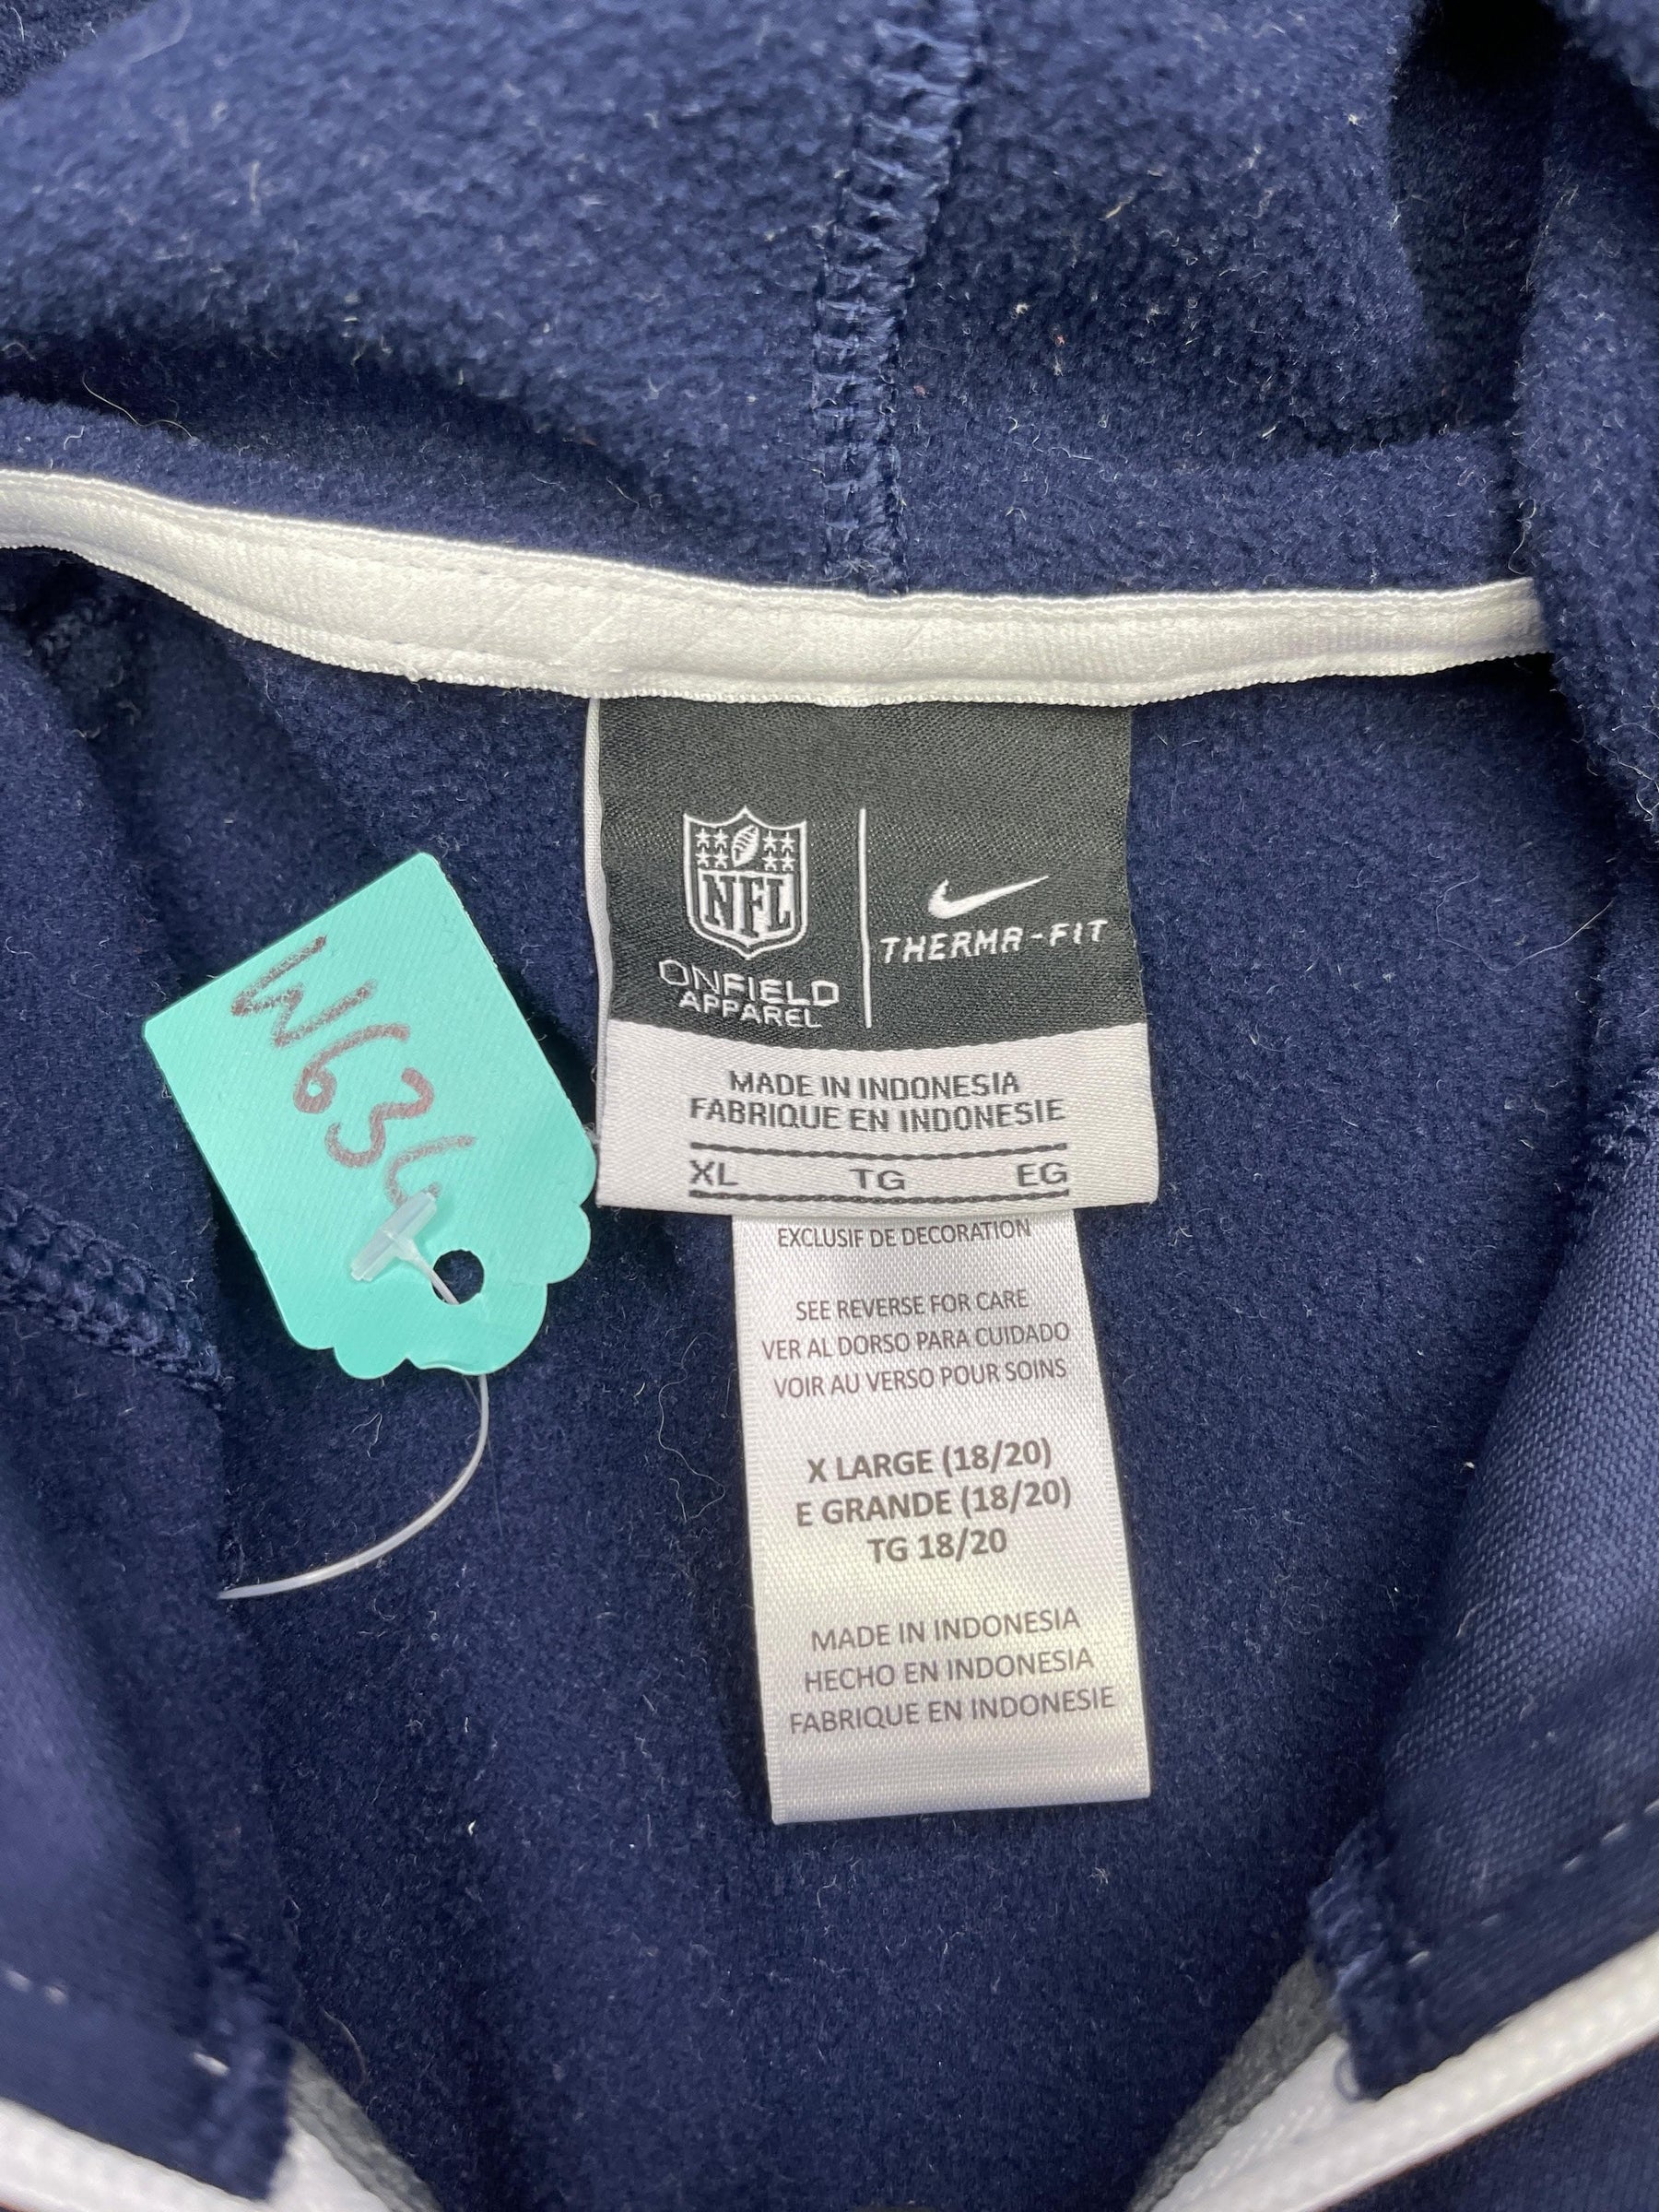 NFL
ONFIELD
APPAREL
THERMA-FIT
MADE IN INDONESIA
FABRIQUE EN INDONESIE
XL TG EG
EXCLUSIF DE DECORATION
SEE REVERSE FOR CARE
VER AL DORSO PARA CUIDADO
VOIR AU VERSO POUR SOINS
X LARGE (18/20)
E GRANDE (18/20)
TG 18/20
MADE IN INDONESIA
HECHO EN INDONESIA
FABRIQUE EN INDONESIE